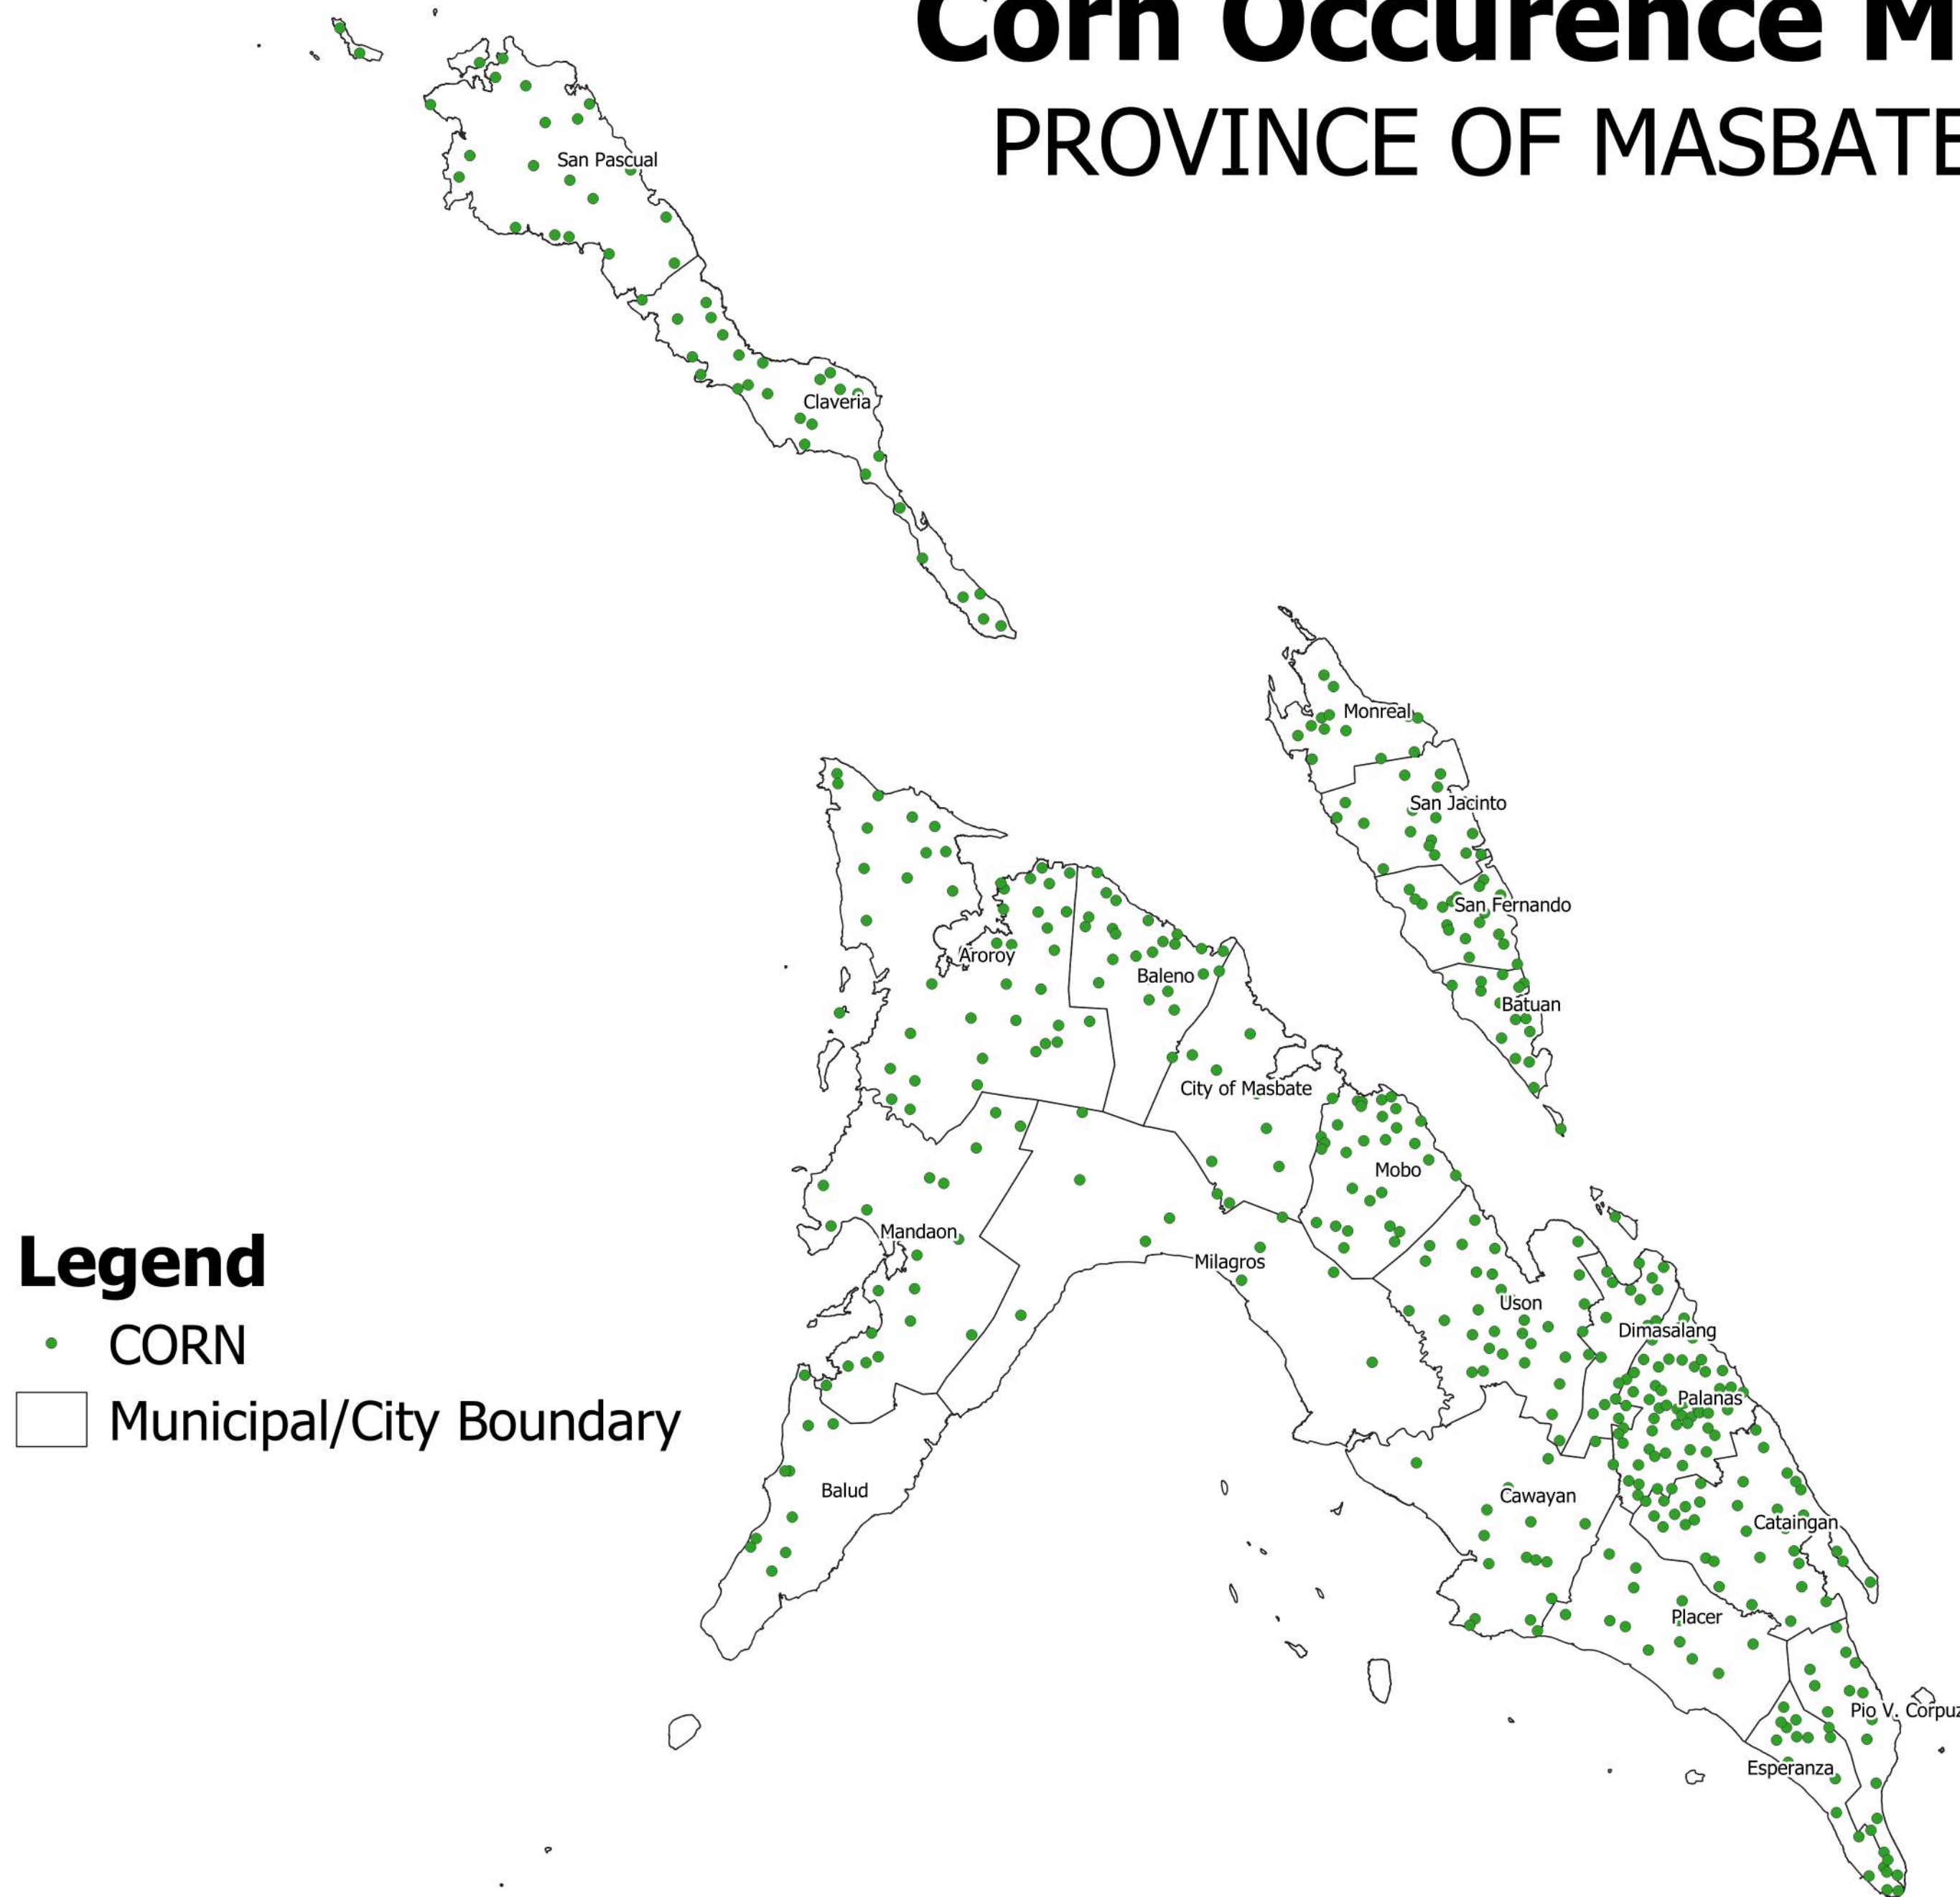 Corn Occurence M
PROVINCE OF MASBATE
San Pascual
Claveria
Monreal
San Jacinto
San Fernando
Aroroy
Baleno
Batuan
City of Masbate
Mobo
Mandaon
Milagros
Legend
Uson
Dimasalang
CORN
Palanas
Municipal/City Boundary
Balud
Cawayan
Cataingan
Placer
Pio V. Corpuz
Esperanza